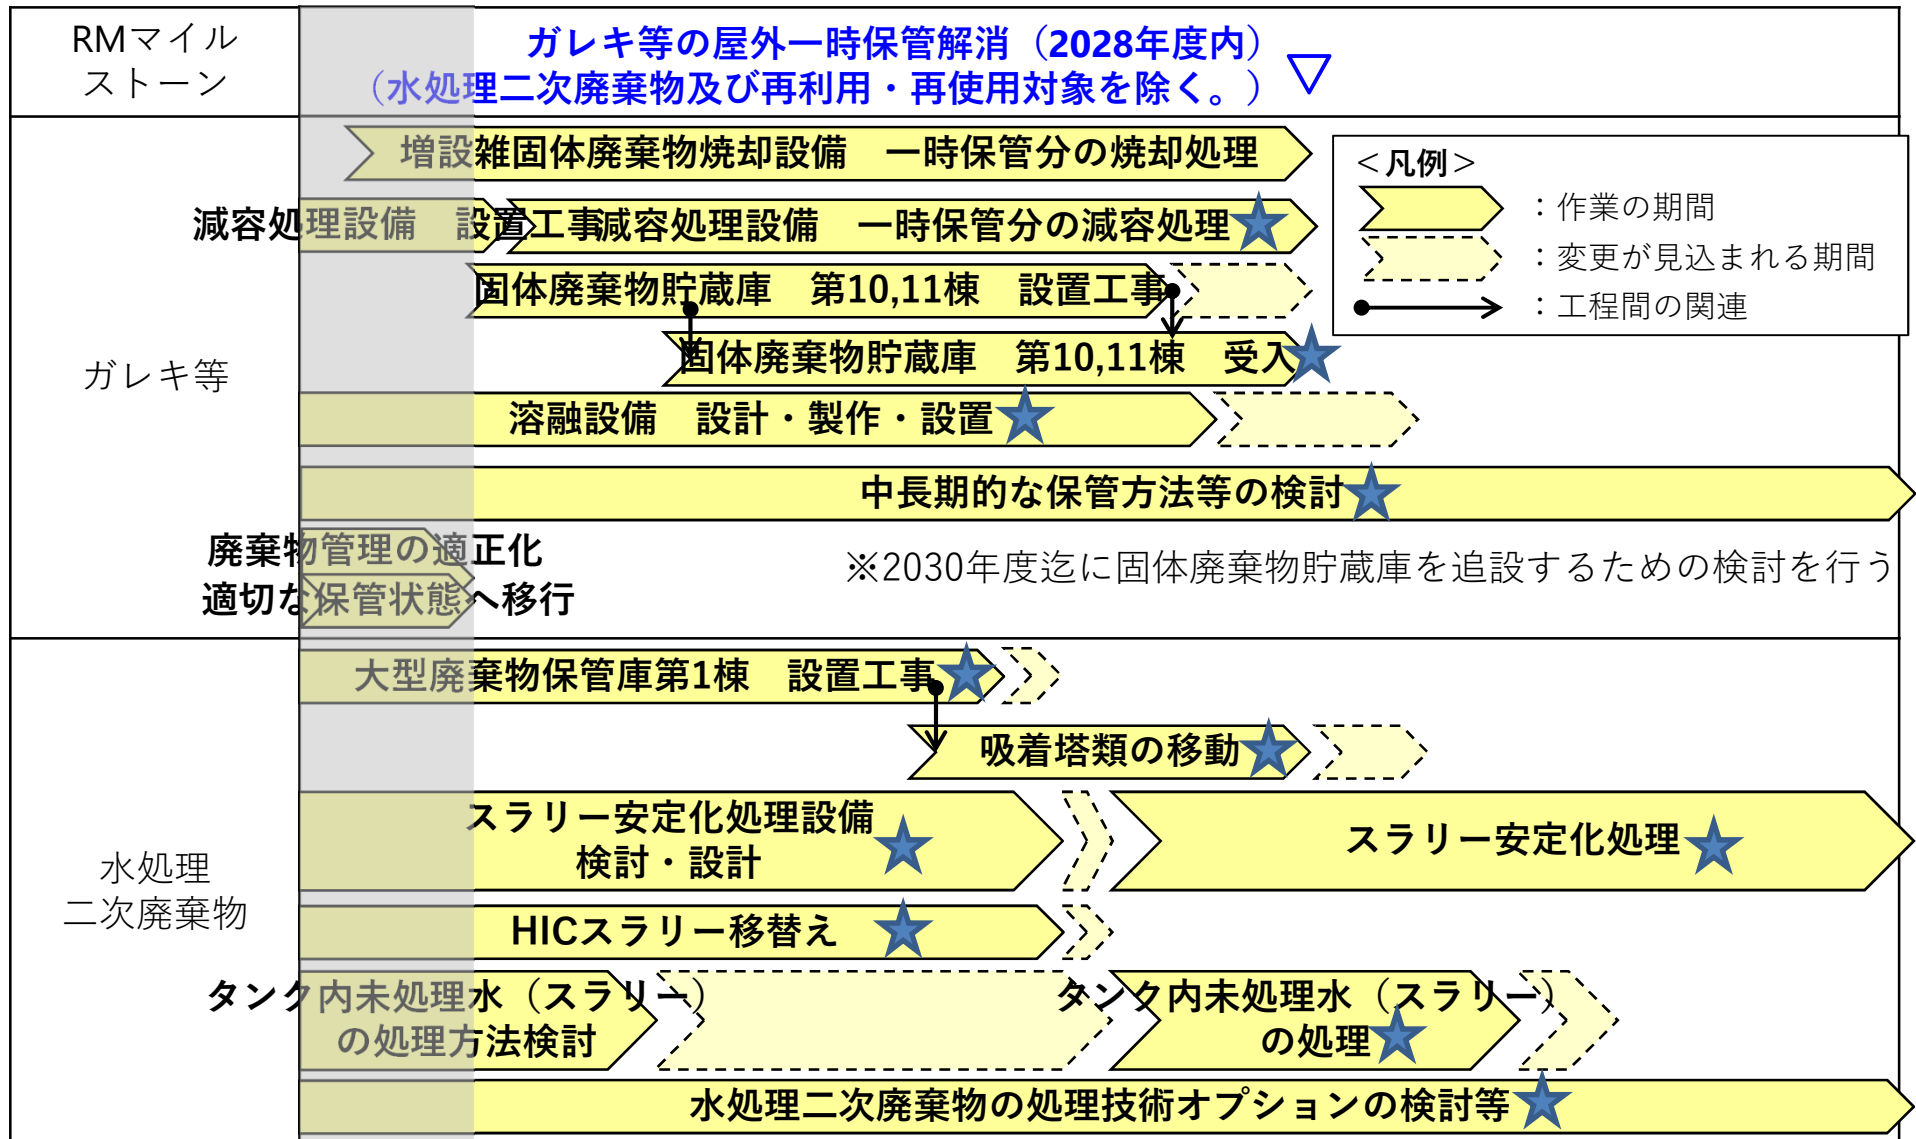 RMマイル
ストーン
ガレキ等の屋外一時保管解消（2028年度内）
（水処理二次廃棄物及び再利用・再使用対象を除く。）
ガレキ等
増設雑固体廃棄物焼却設備　一時保管分の焼却処理
減容処理設備　設置工事
減容処理設備　一時保管分の減容処理
固体廃棄物貯蔵庫　第10,11棟　設置工事
固体廃棄物貯蔵庫　第10,11棟　受入
溶融設備　設計・製作・設置
中長期的な保管方法等の検討
廃棄物管理の適正化
適切な保管状態へ移行
※2030年度迄に固体廃棄物貯蔵庫を追設するための検討を行う
＜凡例＞
：作業の期間
：変更が見込まれる期間
：工程間の関連
水処理
二次廃棄物
大型廃棄物保管庫第1棟　設置工事
吸着塔類の移動
スラリー安定化処理設備
検討・設計
スラリー安定化処理
HICスラリー移替え
タンク内未処理水（スラリー）
の処理方法検討
タンク内未処理水（スラリー）
の処理
水処理二次廃棄物の処理技術オプションの検討等